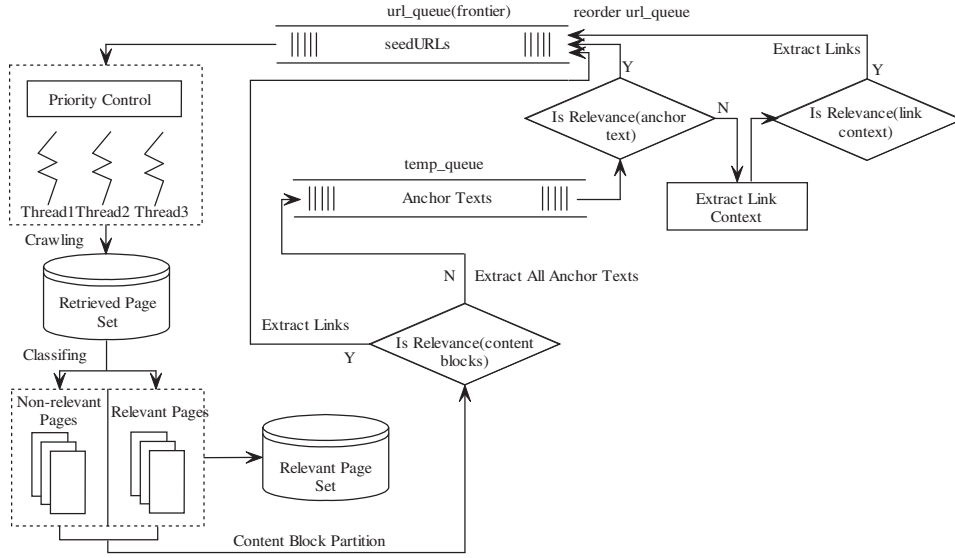 url_queue(frontier)
reorder url_queue
seedURLs
Extract Links
Priority Control
Y
Y
Is Relevance(anchor
text)
N
Is Relevance(link
context)
temp_queue
Anchor Texts
Extract Link
Context
Thread1
Thread2
Thread3
Crawling
N
Extract All Anchor Texts
Retrieved Page
Set
Extract Links
Y
Is Relevance(content
blocks)
Classifing
Non-relevant
Pages
Relevant Pages
Relevant Page
Set
Content Block Partition